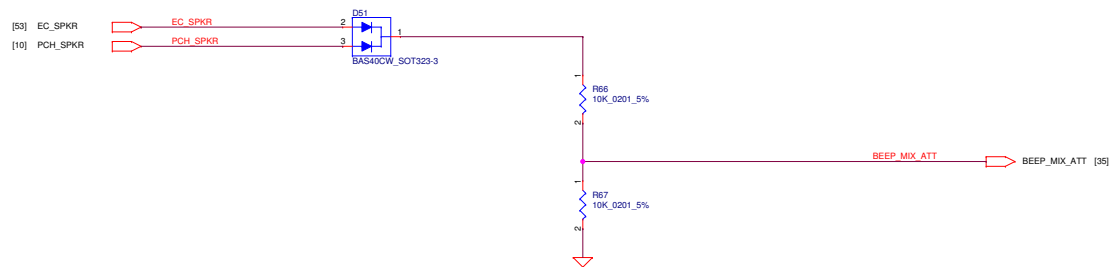 D51
[53] EC_SPKR EC_SPKR 2
1
[10] PCH_SPKR PCH_SPKR 3
BAS40CW_SOT323-3
1
R66
10K_0201_5%
2
BEEP_MIX_ATT BEEP_MIX_ATT [35]
1
R67
10K_0201_5%
2